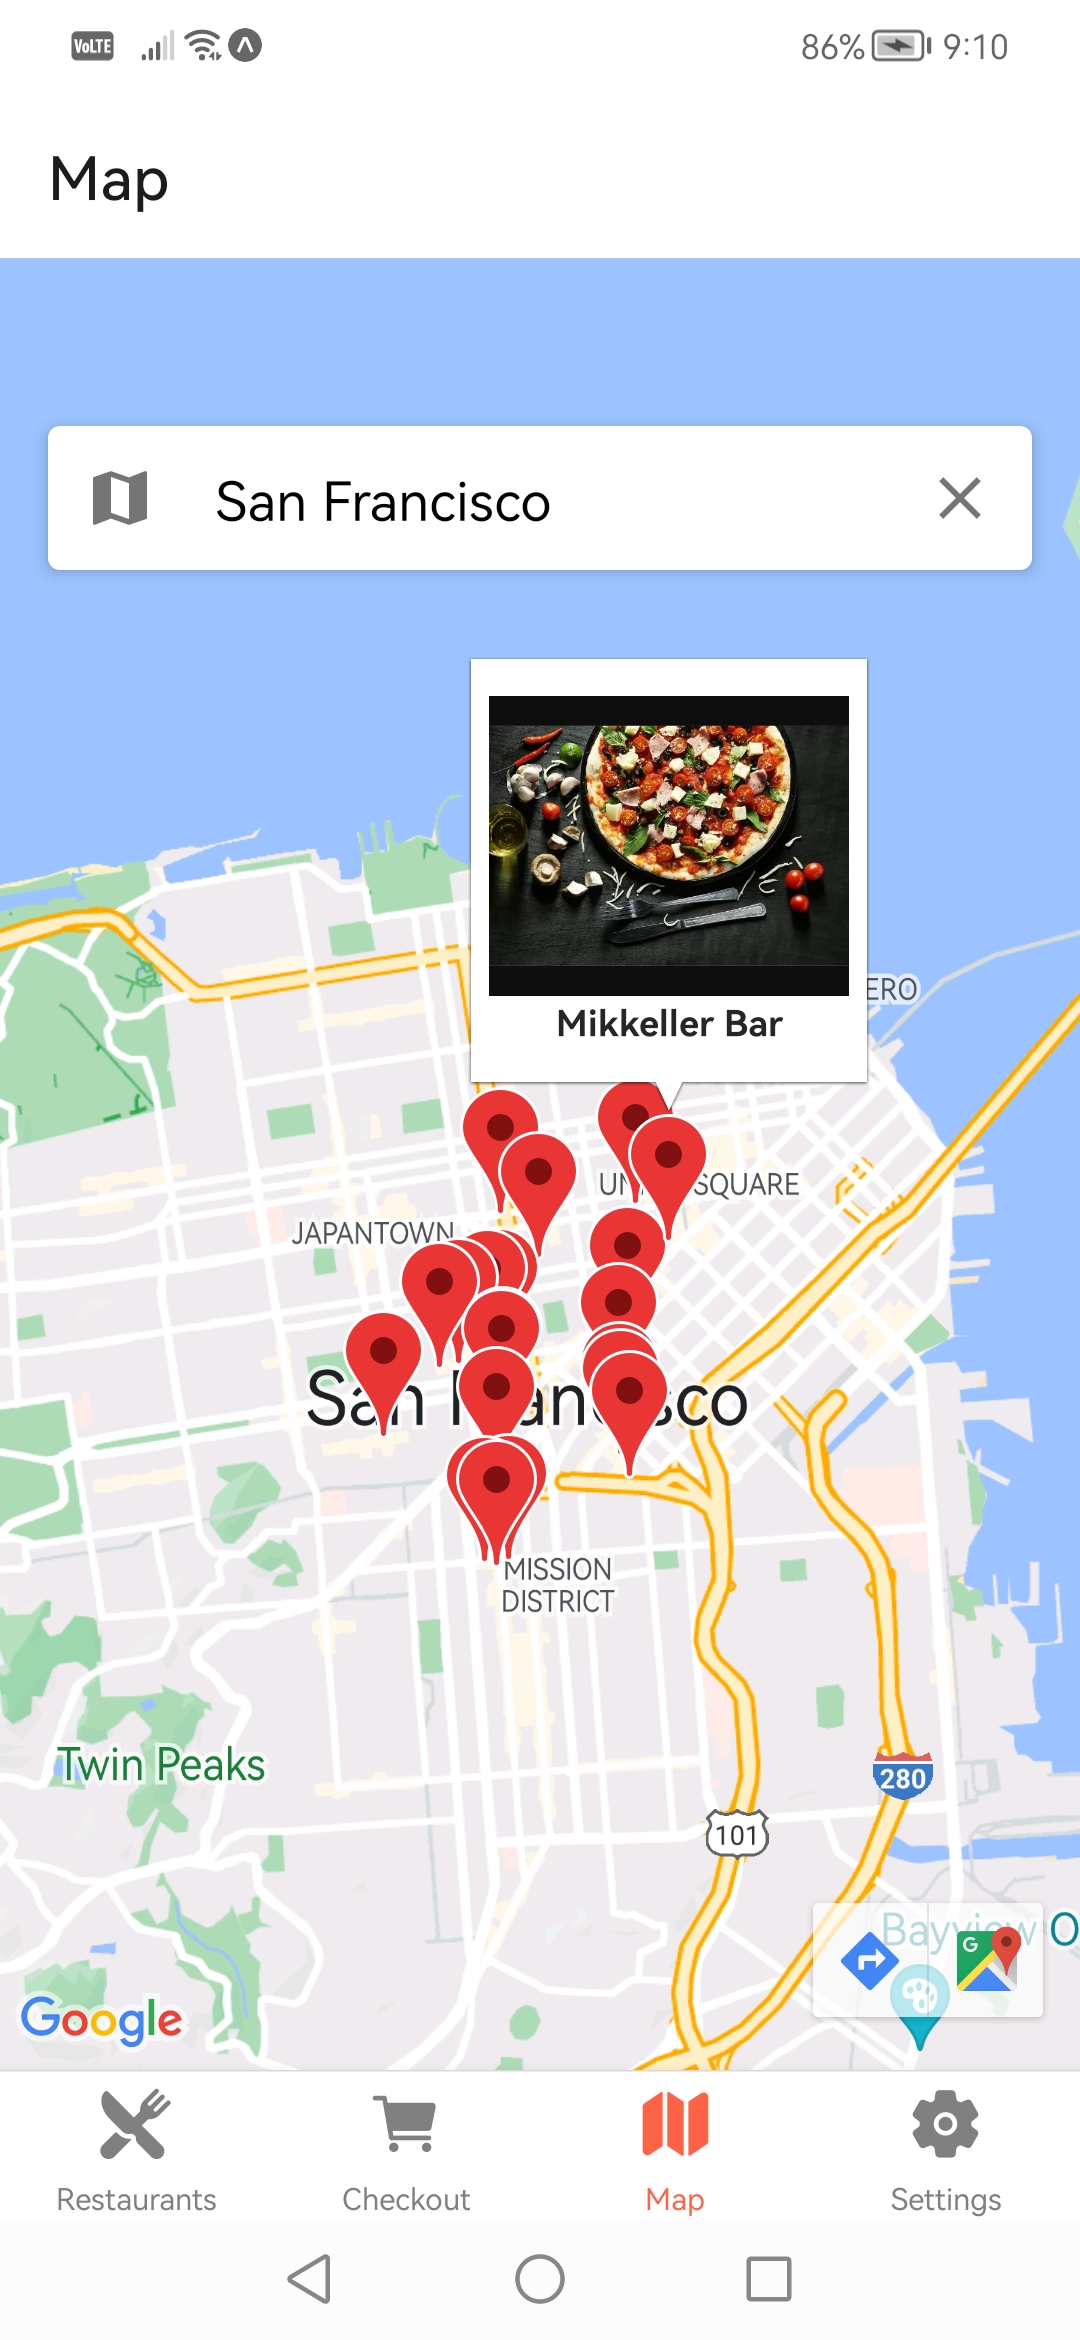 VoLTE 86% 9:10
Map
San Francisco
Mikkeller Bar
ERO
SQUARE
JAPANTOWN
MISSION
DISTRICT
Twin Peaks
280
101
Bayview O
G
Google
Restaurants Checkout Map Settings